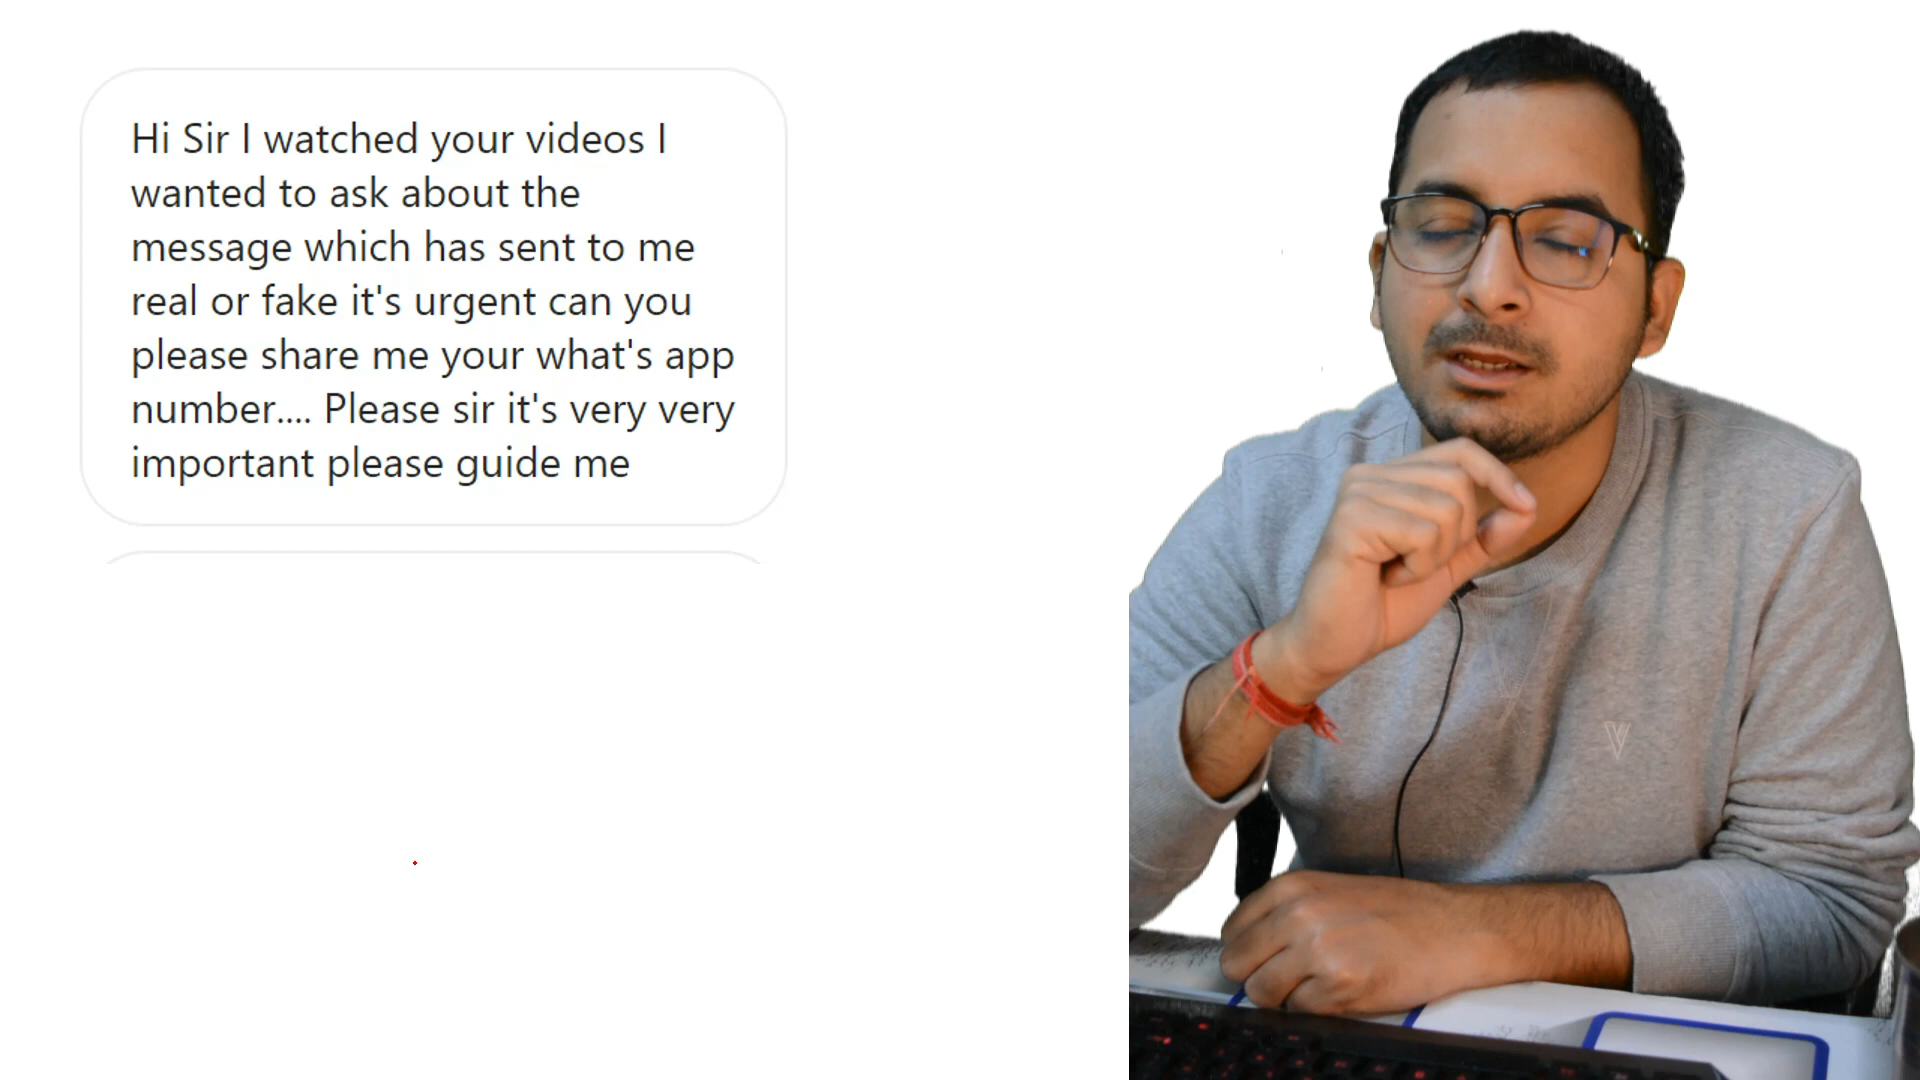 Hi Sir I watched your videos I
wanted to ask about the
message which has sent to me
real or fake it's urgent can you
please share me your what's app
number.... Please sir it's very very
important please guide me